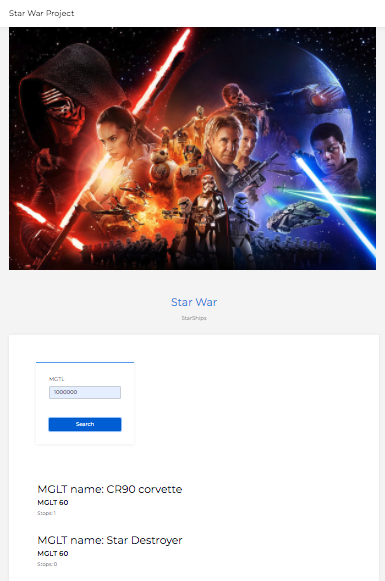 Star War Project
Star War
StarShips
MGTL
1000000
Search
MGLT name: CR90 corvette
MGLT 60
Stops: 1
MGLT name: Star Destroyer
MGLT 60
Stops: 0